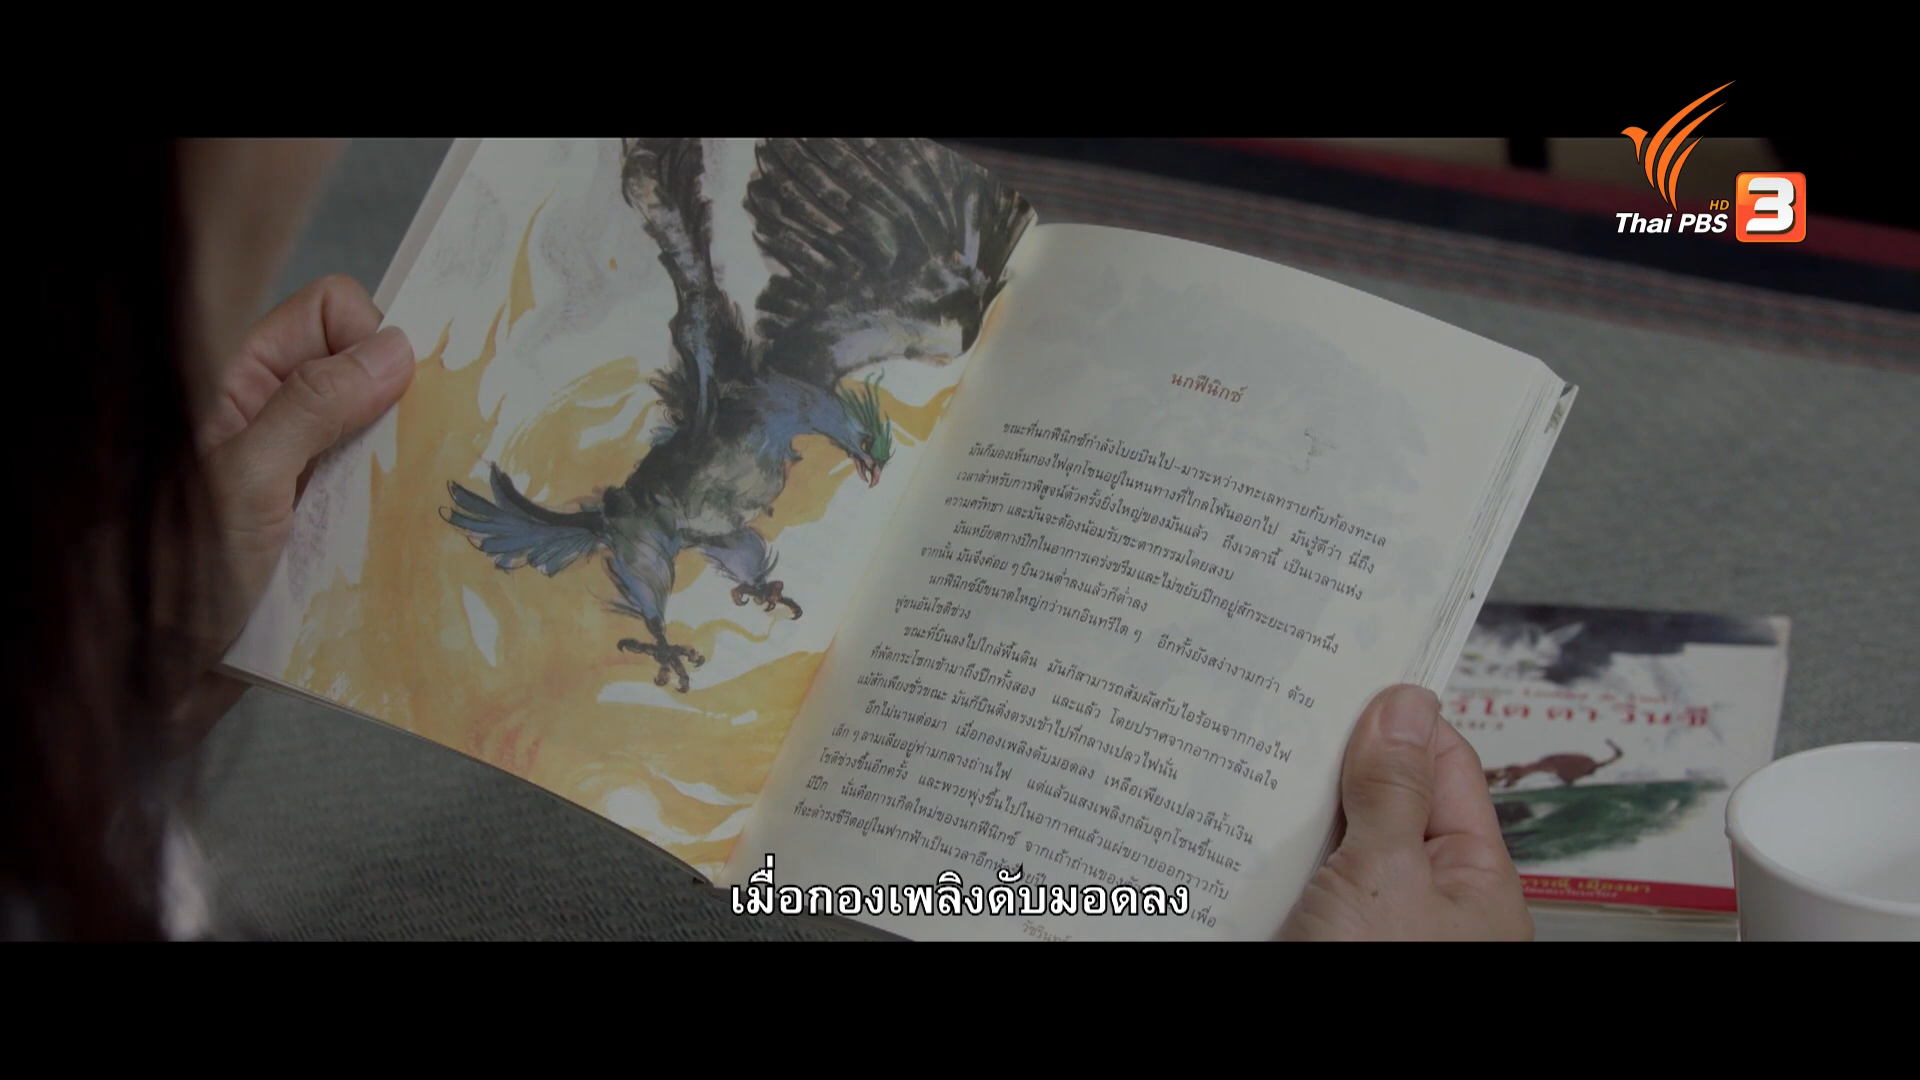 HD
Thai PBS 3
นกฟีนิกซ์
ขณะที่นกฟีนิกซ์กำลังโบยบินไป-มาระหว่างทะเลทรายกับท้องทะเล
มันก็มองเห็นกองไฟลุกโชนอยู่ในหนทางที่ไกลโพ้นออกไป มันรู้ดีว่า นี่ถึง
เวลาสำหรับการพิสูจน์ตัวครั้งยิ่งใหญ่ของมันแล้ว ถึงเวลานี้ เป็นเวลาแห่ง
ความศรัทธา และมันจะต้องน้อมรับชะตากรรมโดยสงบ
มันเหยียดกางปีกในอาการเคร่งขรึมและไม่ขยับปีกอยู่สักระยะเวลาหนึ่ง
จากนั้น มันจึงค่อย ๆ บินวนต่ำลงแล้วก็ต่ำลง
นกฟีนิกซ์มีขนาดใหญ่กว่านกอินทรีใด ๆ อีกทั้งยังสง่างามกว่า ด้วย
พู่ขนอันโชติช่วง
ขณะที่บินลงไปใกล้พื้นดิน มันก็สามารถสัมผัสกับไอร้อนจากกองไฟ
ที่พัดกระโชกเข้ามาถึงปีกทั้งสอง และแล้ว โดยปราศจากอาการลังเลใจ
แม้สักเพียงชั่วขณะ มันก็บินดิ่งตรงเข้าไปที่กลางเปลวไฟนั่น
อีกไม่นานต่อมา เมื่อกองเพลิงดับมอดลง เหลือเพียงเปลวสีน้ำเงิน
เล็ก ๆ ลามเลียอยู่ท่ามกลางถ่านไฟ แต่แล้วแสงเพลิงกลับลุกโชนขึ้นและ
โชติช่วงขึ้นอีกครั้ง และพวยพุ่งขึ้นไปในอากาศแล้วแผ่ขยายออกราวกับ
มีปีก นั่นคือการเกิดใหม่ของนกฟีนิกซ์ จากเถ้าถ่านของ เพื่อ
ที่จะดำรงชีวิตอยู่ในฟากฟ้าเป็นเวลาอีก
ดา วินชี
เมื่อกองเพลิงดับมอดลง